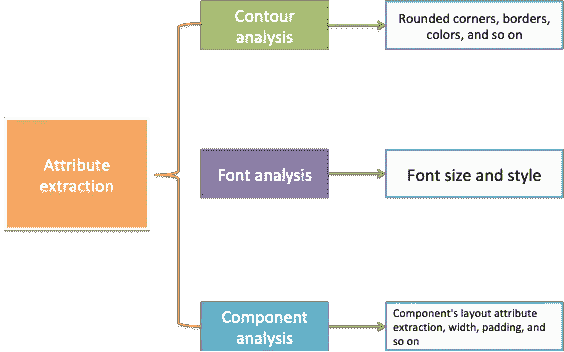 Contour
analysis
Rounded corners, borders,
colors, and so on
Attribute
extraction
Font analysis
Font size and style
Component
analysis
Component's layout attribute
extraction, width, padding, and
so on